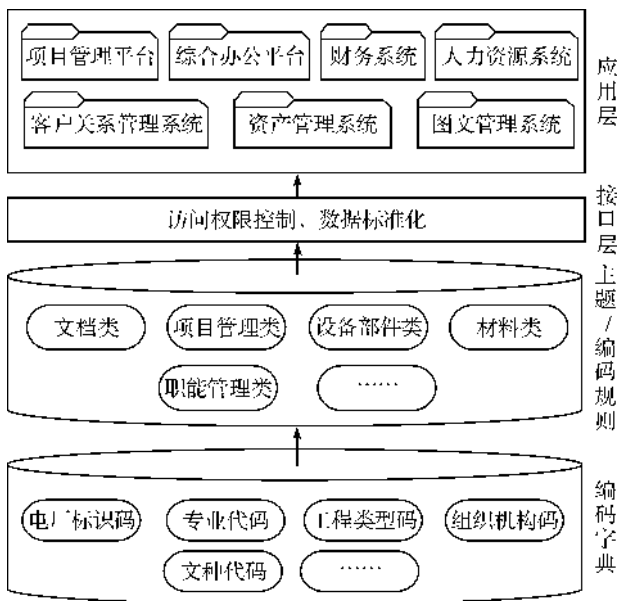 项目管理平台 综合办公平台 财务系统 人力资源系统
客户关系管理系统 资产管理系统 图文管理系统
应用层
访问权限控制、数据标准化
接口层
文档类 项目管理类 设备部件类 材料类
职能管理类 ……
主题/编码规则
电厂标识码 专业代码 工程类型码 组织机构码
文种代码 ……
编码字典